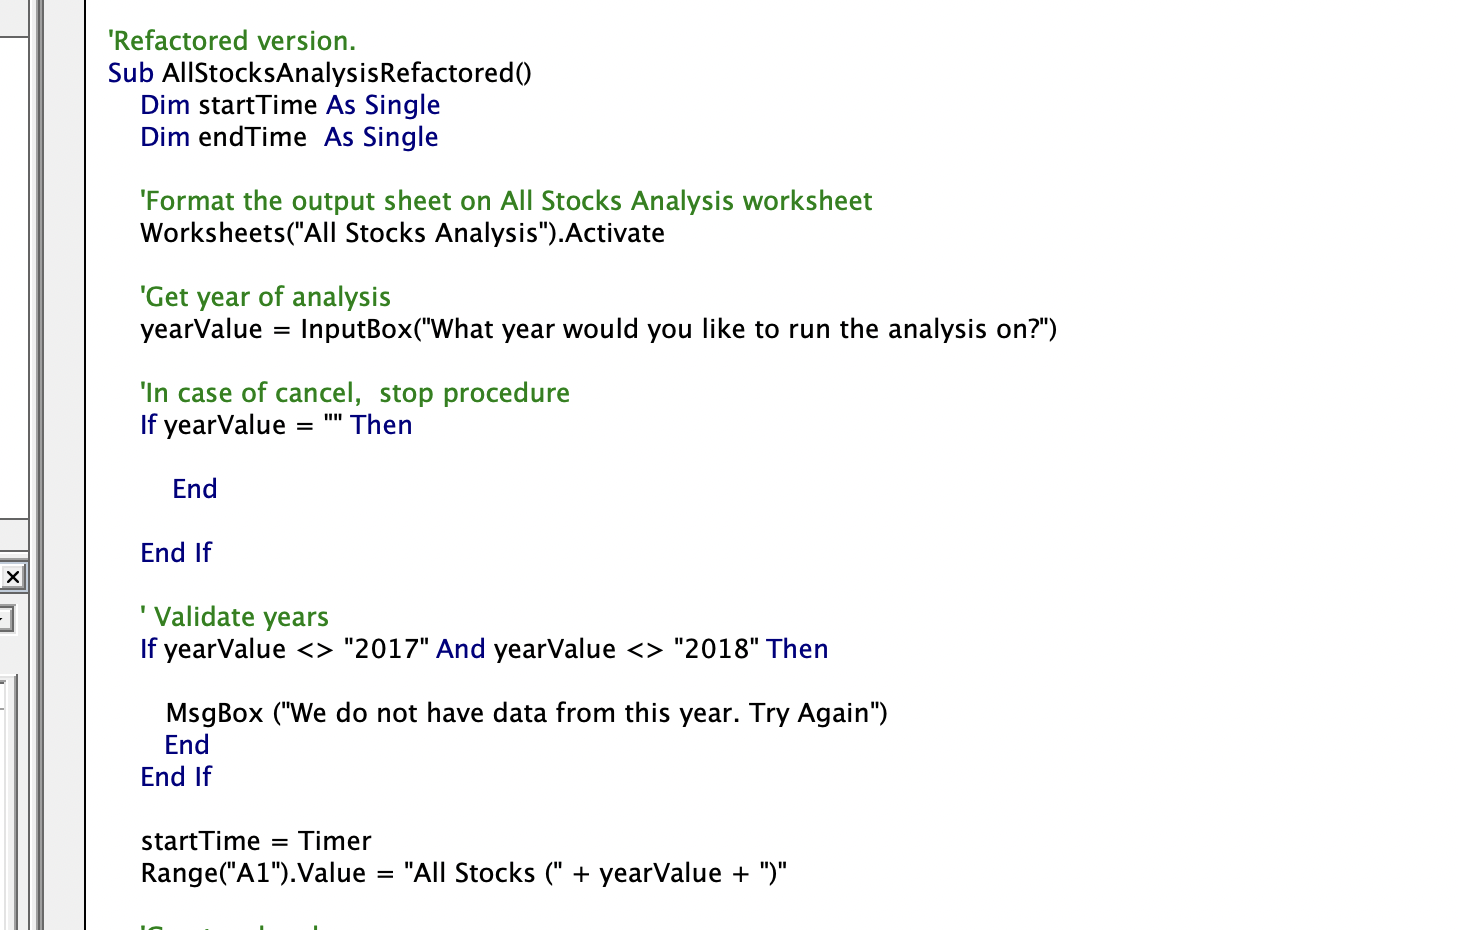 'Refactored version.
Sub AllStocksAnalysisRefactored()
Dim startTime As Single
Dim endTime  As Single
'Format the output sheet on All Stocks Analysis worksheet
Worksheets("All Stocks Analysis").Activate
'Get year of analysis
yearValue = InputBox("What year would you like to run the analysis on?")
'In case of cancel,  stop procedure
If yearValue = "" Then
End
End If
' Validate years
If yearValue <> "2017" And yearValue <> "2018" Then
MsgBox ("We do not have data from this year. Try Again")
End
End If
startTime = Timer
Range("A1").Value = "All Stocks (" + yearValue + ")"